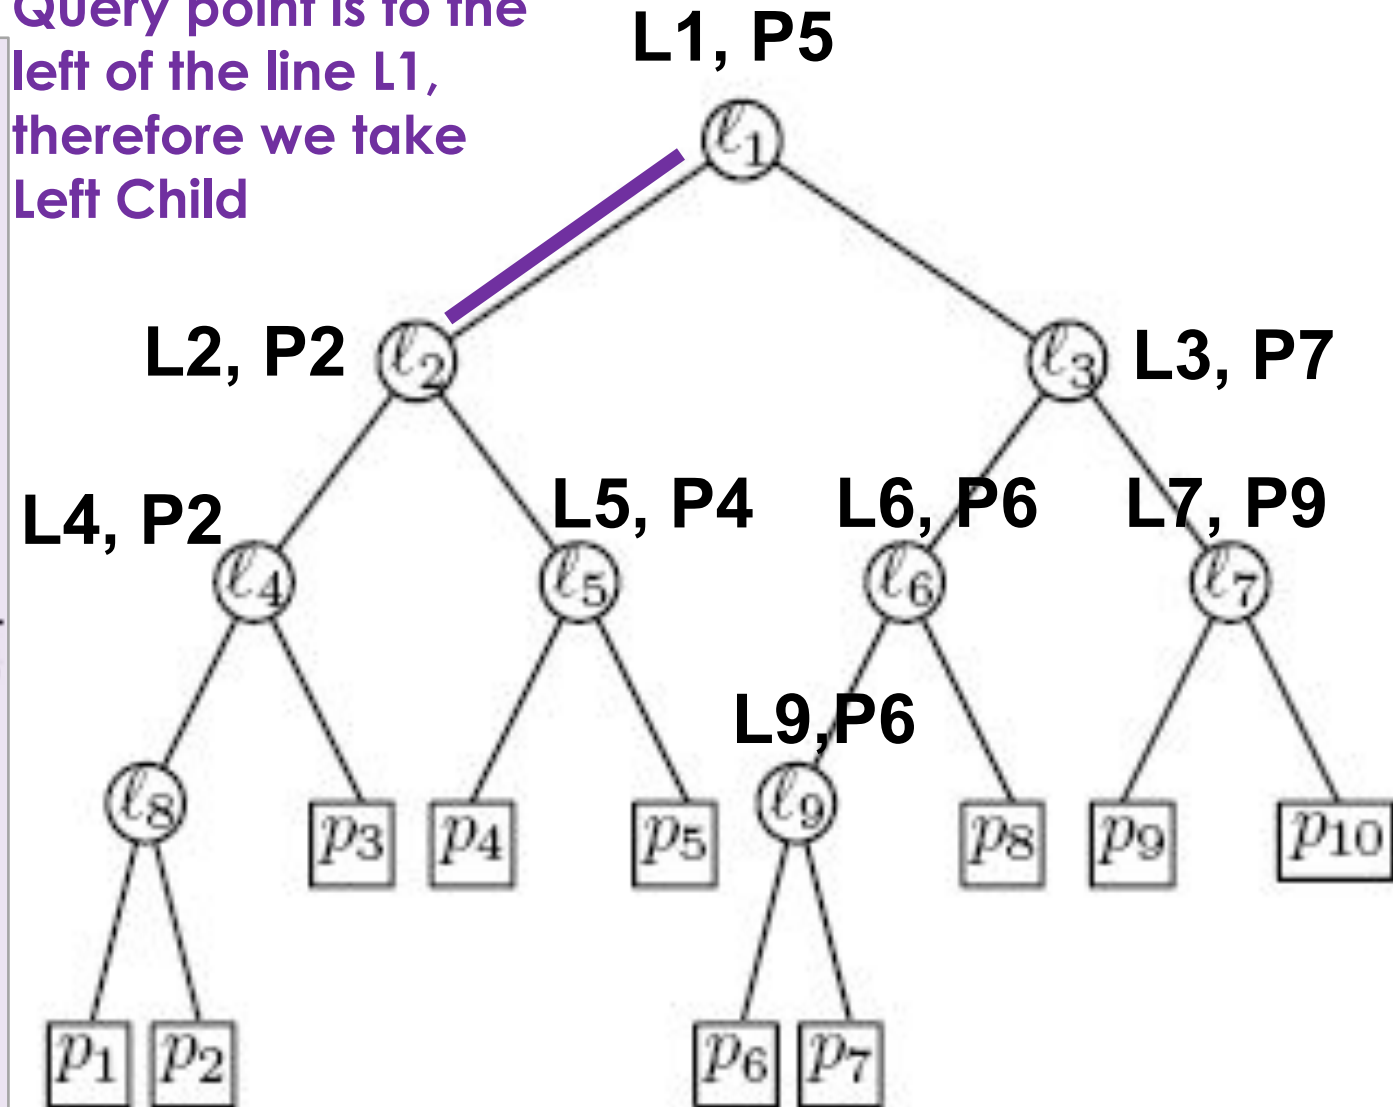 Query point is to the
left of the line L1,
therefore we take
Left Child
L1, P5
ℓ1
L2, P2
ℓ2
ℓ3
L3, P7
L4, P2
L5, P4
L6, P6
L7, P9
ℓ4
ℓ5
ℓ6
ℓ7
L9,P6
ℓ8
p3
p4
p5
ℓ9
p8
p9
p10
p1
p2
p6
p7